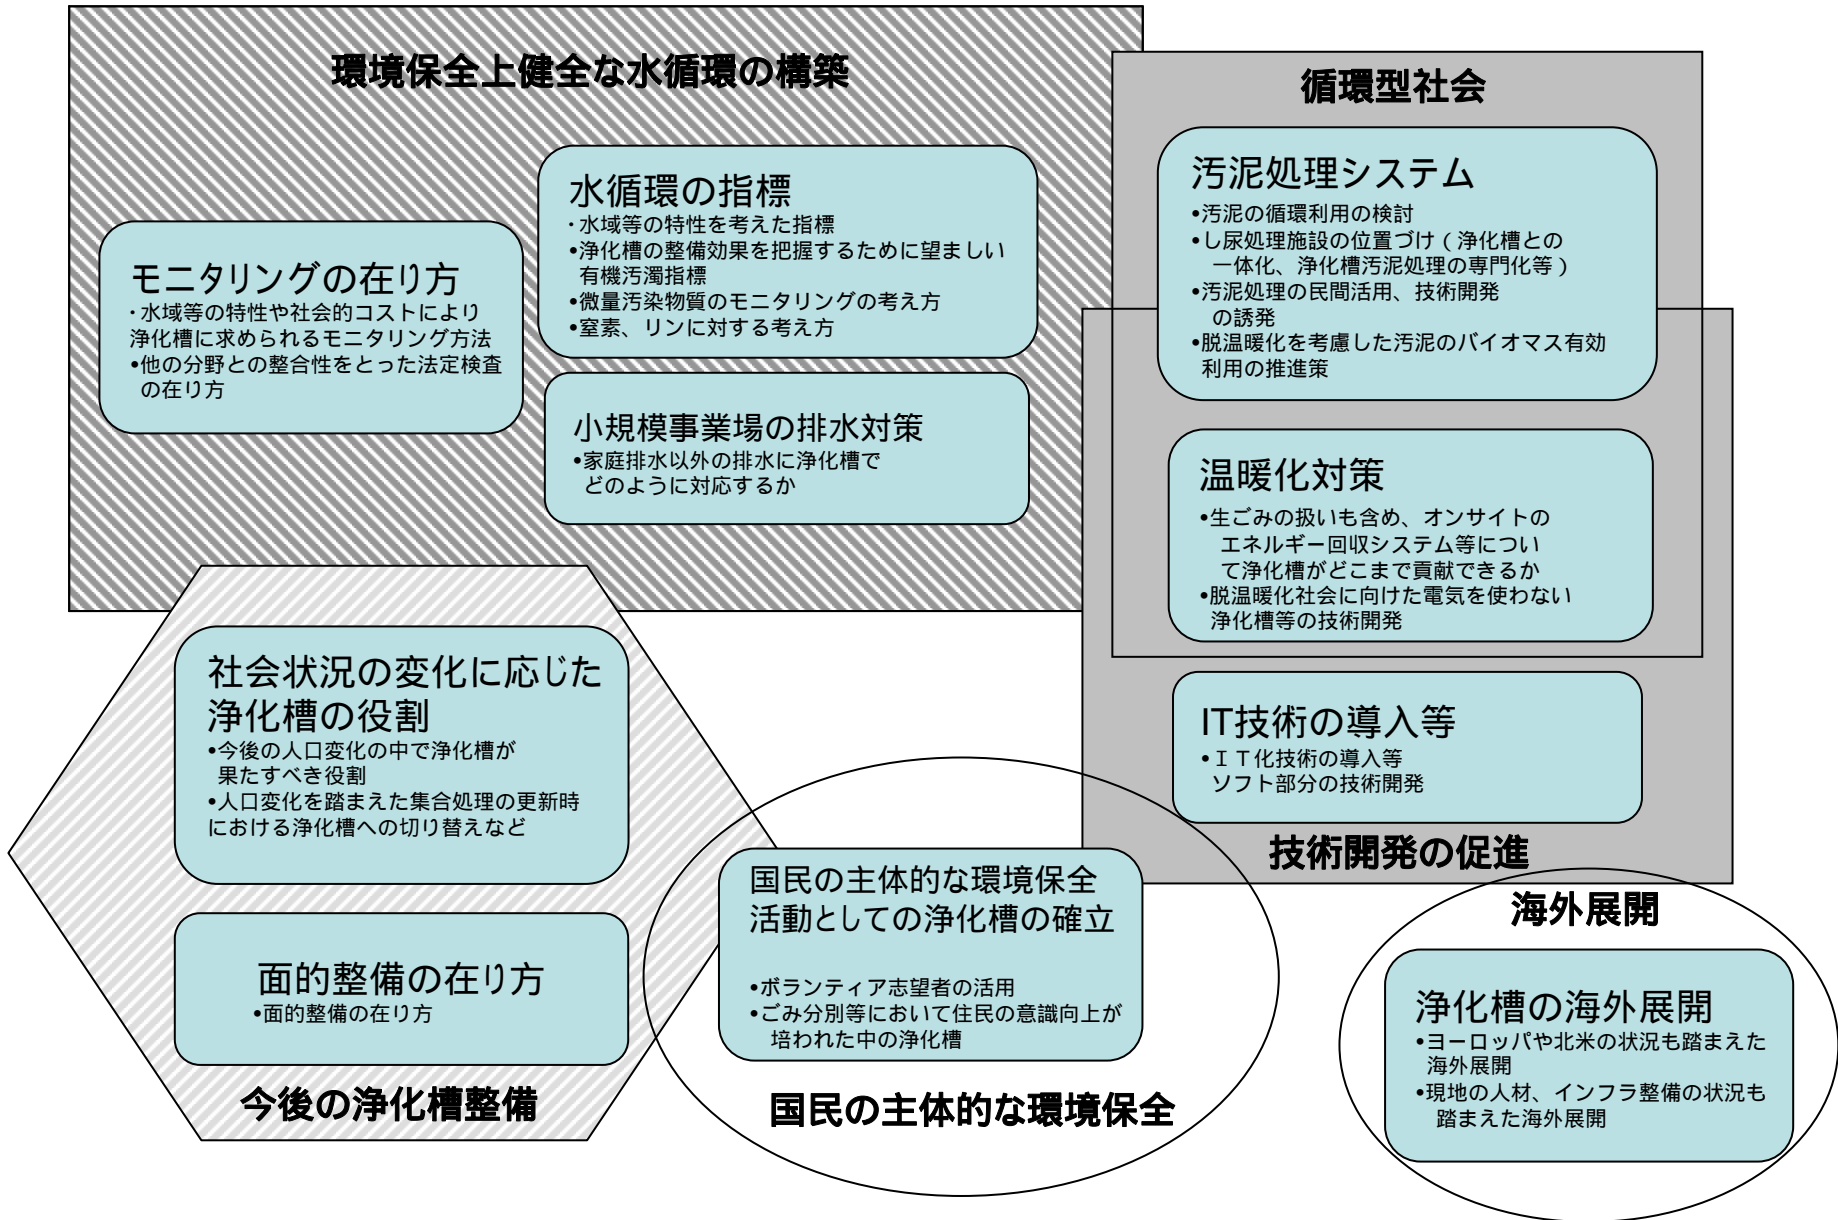 環境保全上健全な水循環の構築
モニタリングの在り方
・水域等の特性や社会的コストにより
浄化槽に求められるモニタリング方法
•他の分野との整合性をとった法定検査
の在り方
水循環の指標
・水域等の特性を考えた指標
•浄化槽の整備効果を把握するために望ましい
有機汚濁指標
•微量汚染物質のモニタリングの考え方
•窒素、リンに対する考え方
小規模事業場の排水対策
•家庭排水以外の排水に浄化槽で
どのように対応するか
循環型社会
汚泥処理システム
•汚泥の循環利用の検討
•し尿処理施設の位置づけ（浄化槽との
一体化、浄化槽汚泥処理の専門化等）
•汚泥処理の民間活用、技術開発
の誘発
•脱温暖化を考慮した汚泥のバイオマス有効
利用の推進策
温暖化対策
•生ごみの扱いも含め、オンサイトの
エネルギー回収システム等につい
て浄化槽がどこまで貢献できるか
•脱温暖化社会に向けた電気を使わない
浄化槽等の技術開発
IT技術の導入等
•ＩＴ化技術の導入等
ソフト部分の技術開発
技術開発の促進
社会状況の変化に応じた
浄化槽の役割
•今後の人口変化の中で浄化槽が
果たすべき役割
•人口変化を踏まえた集合処理の更新時
における浄化槽への切り替えなど
面的整備の在り方
•面的整備の在り方
今後の浄化槽整備
国民の主体的な環境保全
活動としての浄化槽の確立
•ボランティア志望者の活用
•ごみ分別等において住民の意識向上が
培われた中の浄化槽
国民の主体的な環境保全
海外展開
浄化槽の海外展開
•ヨーロッパや北米の状況も踏まえた
海外展開
•現地の人材、インフラ整備の状況も
踏まえた海外展開